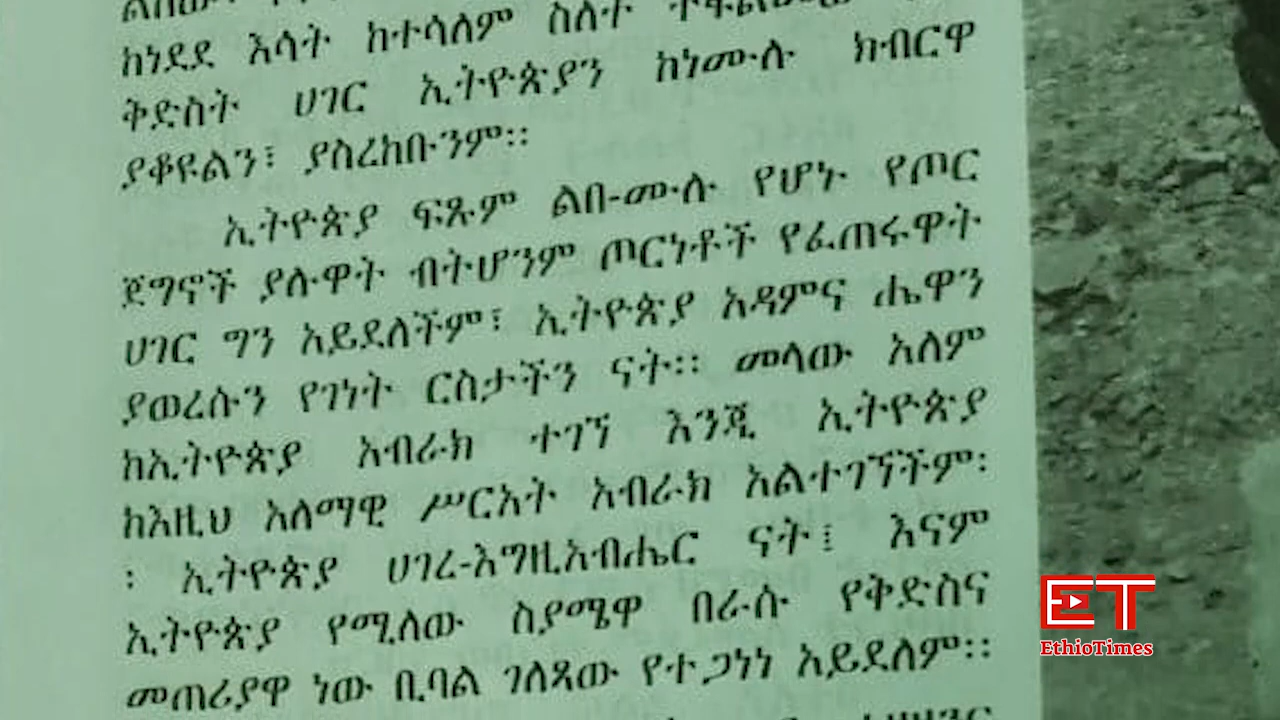 ከነደደ እሳት ከተሳለም ስለት
ቅድስት ሀገር ኢትዮጵያን ከነሙሉ ክብርዋ
ያቆዩልን፣ ያስረከቡንም።
ኢትዮጵያ ፍጹም ልበ-ሙሉ የሆኑ የጦር
ጀግኖች ያሉዋት ብትሆንም ጦርነቶች የፈጠሩዋት
ሀገር ግን አይደለችም፣ ኢትዮጵያ አዳምና ሔዋን
ያወረሱን የገነት ርስታችን ናት። መላው አለም
ከኢትዮጵያ አብራክ ተገኘ እንጂ ኢትዮጵያ
ከእዚህ አለማዊ ሥርአት አብራክ አልተገኘችም፡
፡ ኢትዮጵያ ሀገረ-እግዚአብሔር ናት፤ እናም
ኢትዮጵያ የሚለው ስያሜዋ በራሱ የቅድስና
መጠሪያዋ ነው ቢባል ገለጻው የተጋነነ አይደለም።
ET
EthioTimes